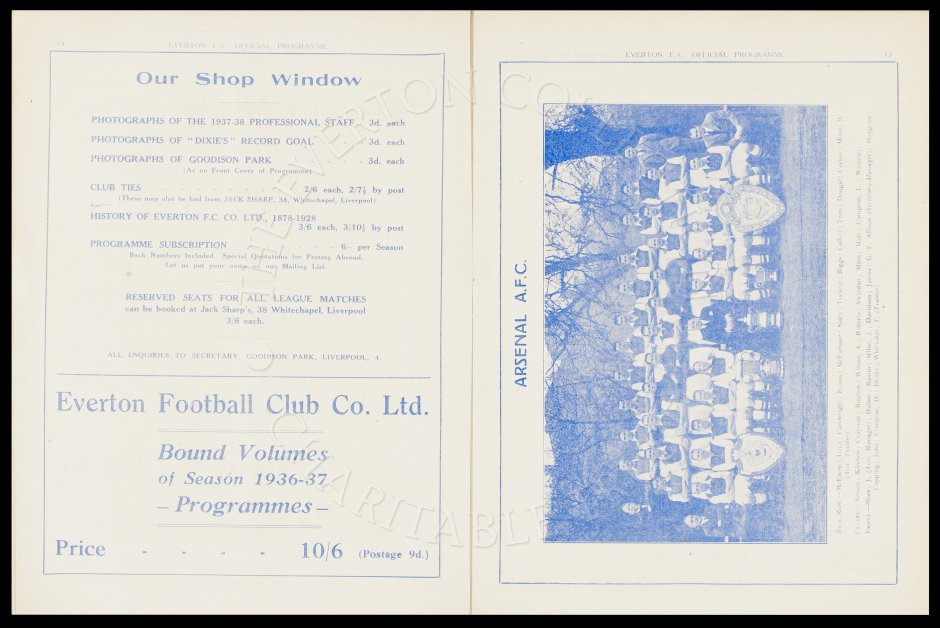 14
EVERTON F. C. OFFICIAL PROGRAMME
Our Shop Window
PHOTOGRAPHS OF THE 1937-38 PROFESSIONAL STAFF 3d. each
PHOTOGRAPHS OF "DIXIE'S" RECORD GOAL 3d. each
PHOTOGRAPHS OF GOODISON PARK - - - - 3d. each
(As on Front Cover of Programme)
CLUB TIES - - - - - - - - 2/6 each, 2/7½ by post
(These may also be had from JACK SHARP, 38, Whitechapel, Liverpool)
HISTORY OF EVERTON F.C. CO. LTD., 1878-1928
3/6 each, 3/10½ by post
PROGRAMME SUBSCRIPTION - - - - 6/- per Season
Back Numbers Included. Special Quotations for Posting Abroad.
Let us put your name on our Mailing List.
RESERVED SEATS FOR ALL LEAGUE MATCHES
can be booked at Jack Sharp's, 38 Whitechapel, Liverpool
3/6 each.
ALL ENQUIRIES TO SECRETARY, GOODISON PARK, LIVERPOOL, 4.
Everton Football Club Co. Ltd.
Bound Volumes
of Season 1936-37
— Programmes —
Price - - - - 10/6 (Postage 9d.)
EVERTON F. C. OFFICIAL PROGRAMME
15
ARSENAL A.F.C.
THE EVERTON CO
CHARITABLE